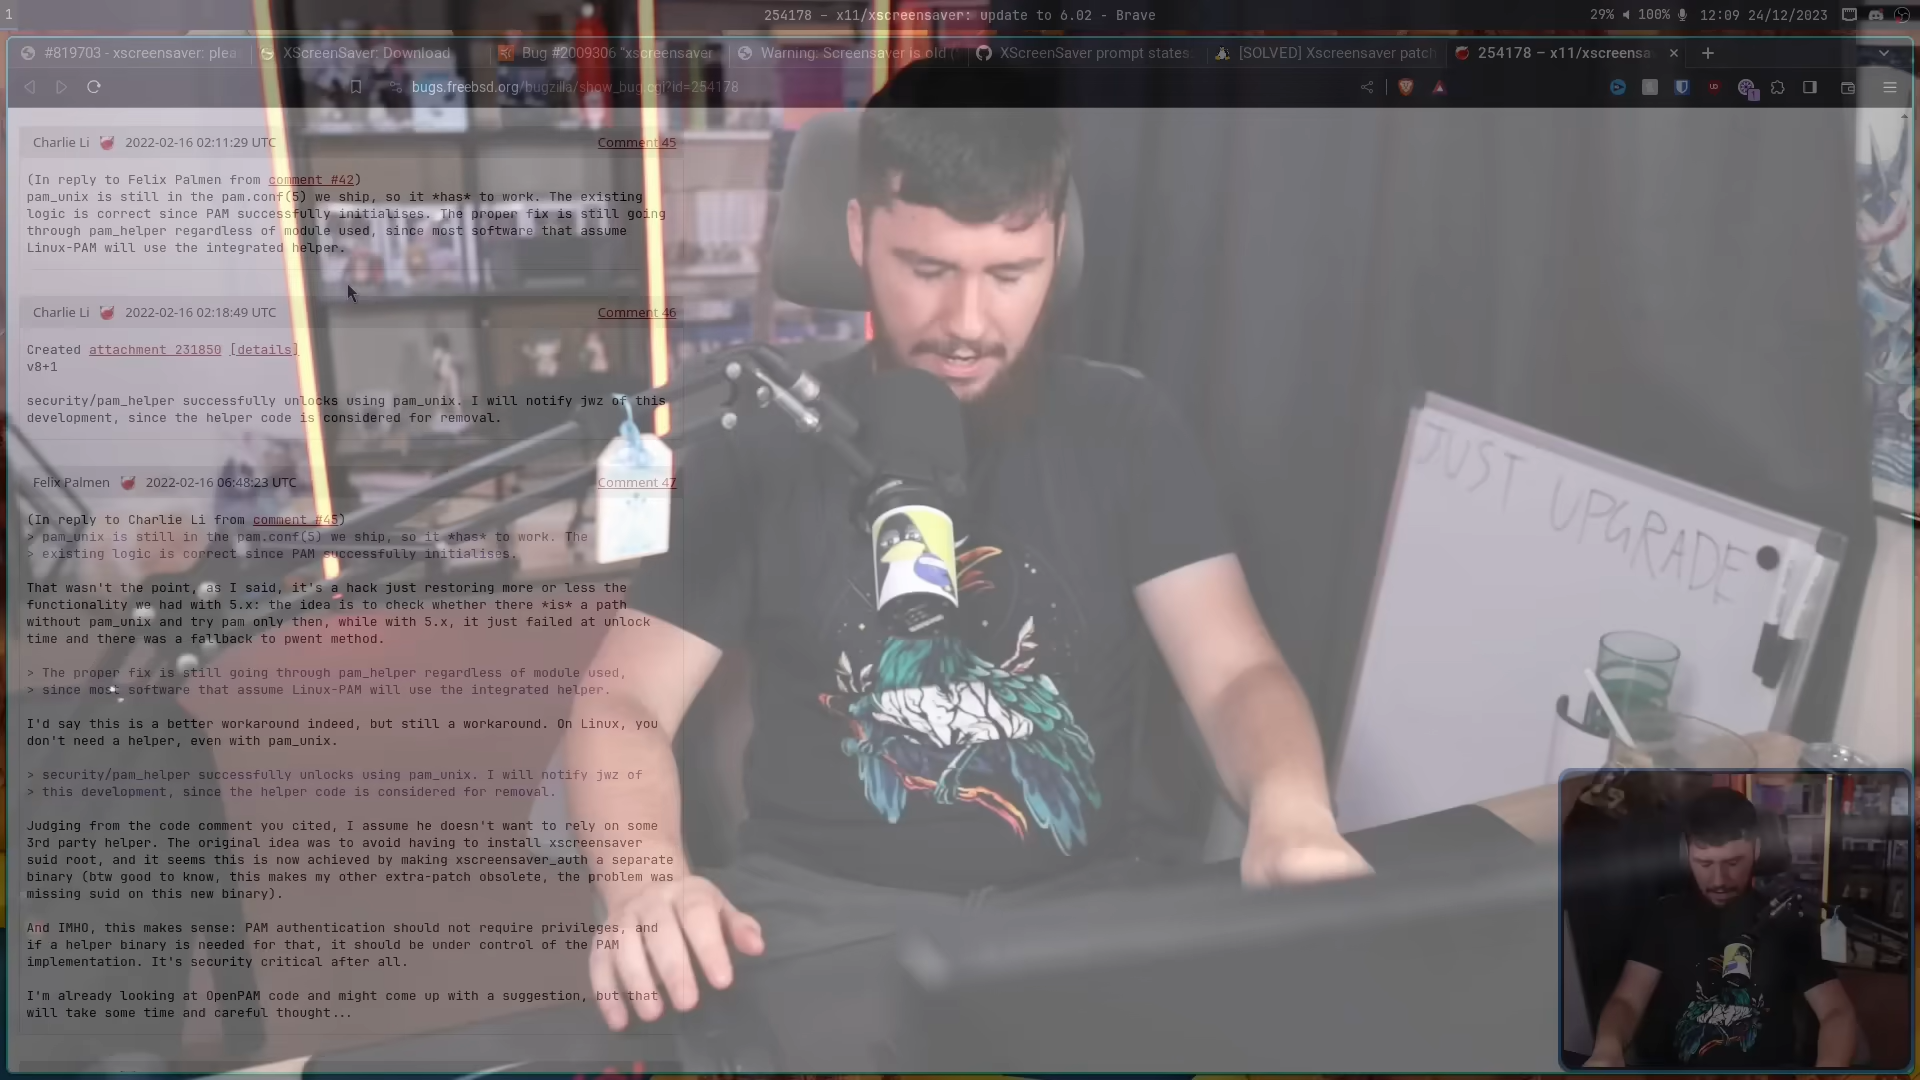 1
254178 – x11/xscreensaver: update to 6.02 - Brave
29% 100% 12:09 24/12/2023
#819703 - xscreensaver: plea
XScreenSaver: Download
Bug #2009306 "xscreensaver
Warning: Screensaver is old (
XScreenSaver prompt states
[SOLVED] Xscreensaver patch
254178 – x11/xscreensa
bugs.freebsd.org/bugzilla/show_bug.cgi?id=254178
Charlie Li 2022-02-16 02:11:29 UTC Comment 45
(In reply to Felix Palmen from comment #42)
pam_unix is still in the pam.conf(5) we ship, so it *has* to work. The existing
logic is correct since PAM successfully initialises. The proper fix is still going
through pam_helper regardless of module used, since most software that assume
Linux-PAM will use the integrated helper.
Charlie Li 2022-02-16 02:18:49 UTC Comment 46
Created attachment 231850 [details]
v8+1
security/pam_helper successfully unlocks using pam_unix. I will notify jwz of this
development, since the helper code is considered for removal.
Felix Palmen 2022-02-16 06:48:23 UTC Comment 47
(In reply to Charlie Li from comment #45)
> pam_unix is still in the pam.conf(5) we ship, so it *has* to work. The
> existing logic is correct since PAM successfully initialises.
That wasn't the point, as I said, it's a hack just restoring more or less the
functionality we had with 5.x: the idea is to check whether there *is* a path
without pam_unix and try pam only then, while with 5.x, it just failed at unlock
time and there was a fallback to pwent method.
> The proper fix is still going through pam_helper regardless of module used,
> since most software that assume Linux-PAM will use the integrated helper.
I'd say this is a better workaround indeed, but still a workaround. On Linux, you
don't need a helper, even with pam_unix.
> security/pam_helper successfully unlocks using pam_unix. I will notify jwz of
> this development, since the helper code is considered for removal.
Judging from the code comment you cited, I assume he doesn't want to rely on some
3rd party helper. The original idea was to avoid having to install xscreensaver
suid root, and it seems this is now achieved by making xscreensaver_auth a separate
binary (btw good to know, this makes my other extra-patch obsolete, the problem was
missing suid on this new binary).
And IMHO, this makes sense: PAM authentication should not require privileges, and
if a helper binary is needed for that, it should be under control of the PAM
implementation. It's security critical after all.
I'm already looking at OpenPAM code and might come up with a suggestion, but that
will take some time and careful thought...
JUST UPGRADE